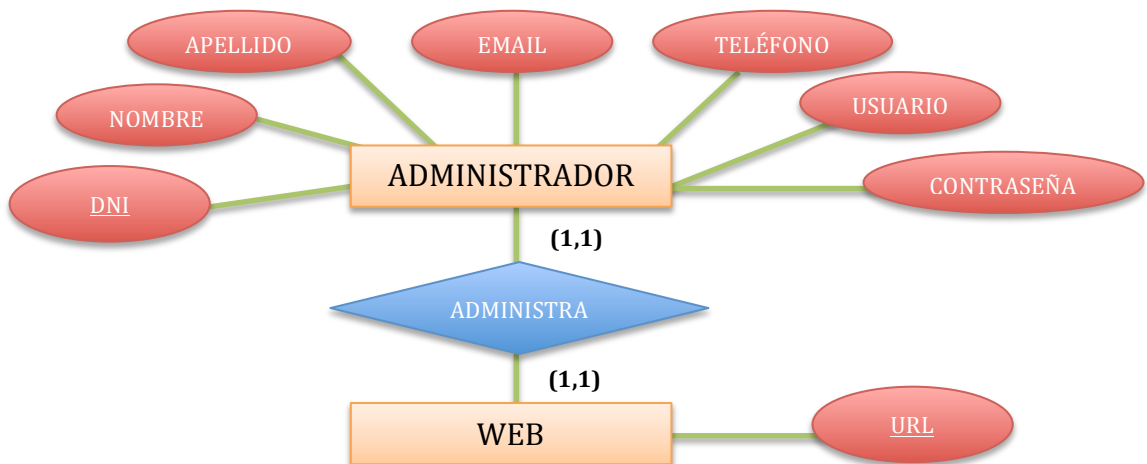 APELLIDO
EMAIL
TELÉFONO
NOMBRE
USUARIO
DNI
ADMINISTRADOR
CONTRASEÑA
(1,1)
ADMINISTRA
(1,1)
WEB
URL